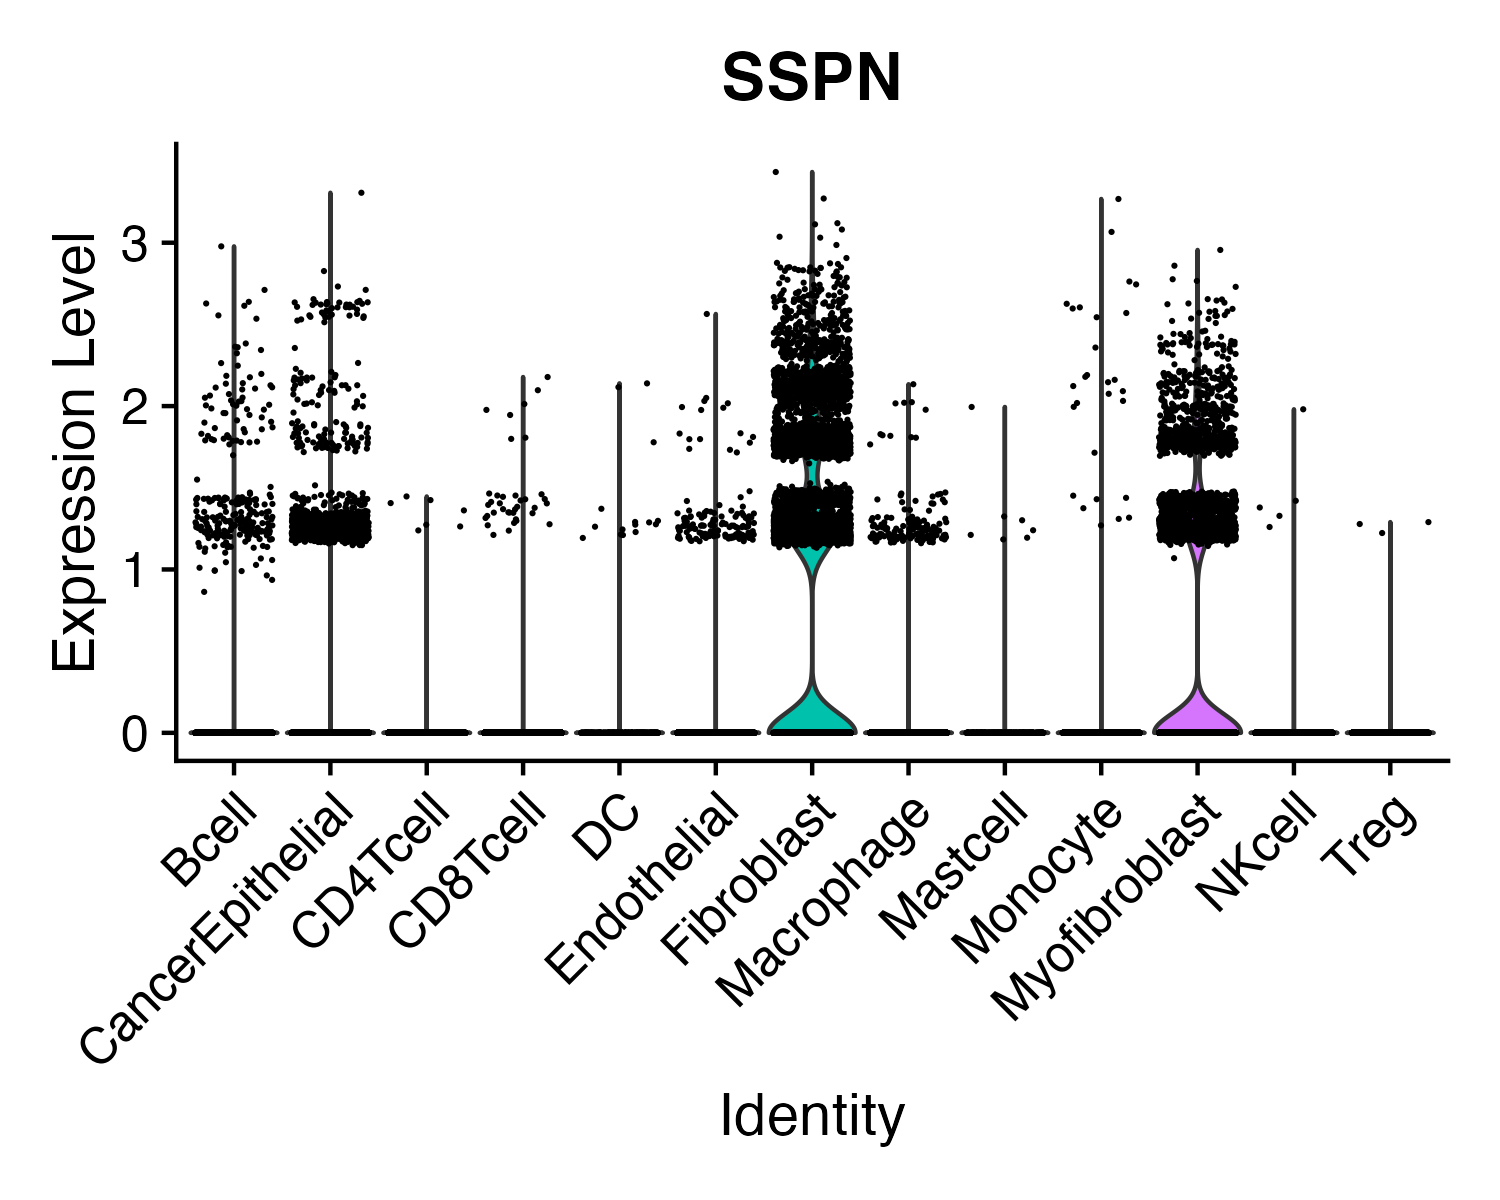 SSPN
Expression Level
3
2
1
0
Bcell
CancerEpithelial
CD4Tcell
CD8Tcell
DC
Endothelial
Fibroblast
Macrophage
Mastcell
Monocyte
Myofibroblast
NKcell
Treg
Identity